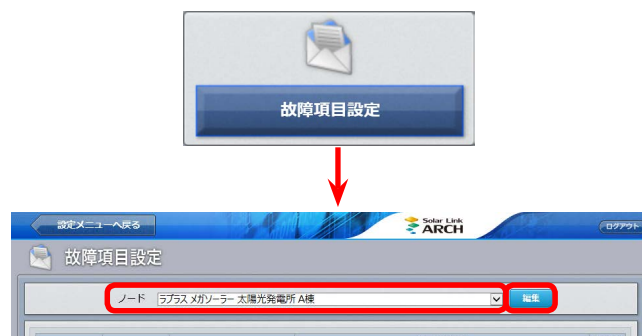 故障項目設定
設定メニューへ戻る
Solar Link
ARCH
ログアウト
故障項目設定
ノード ラプラス メガソーラー 太陽光発電所 A棟 編集